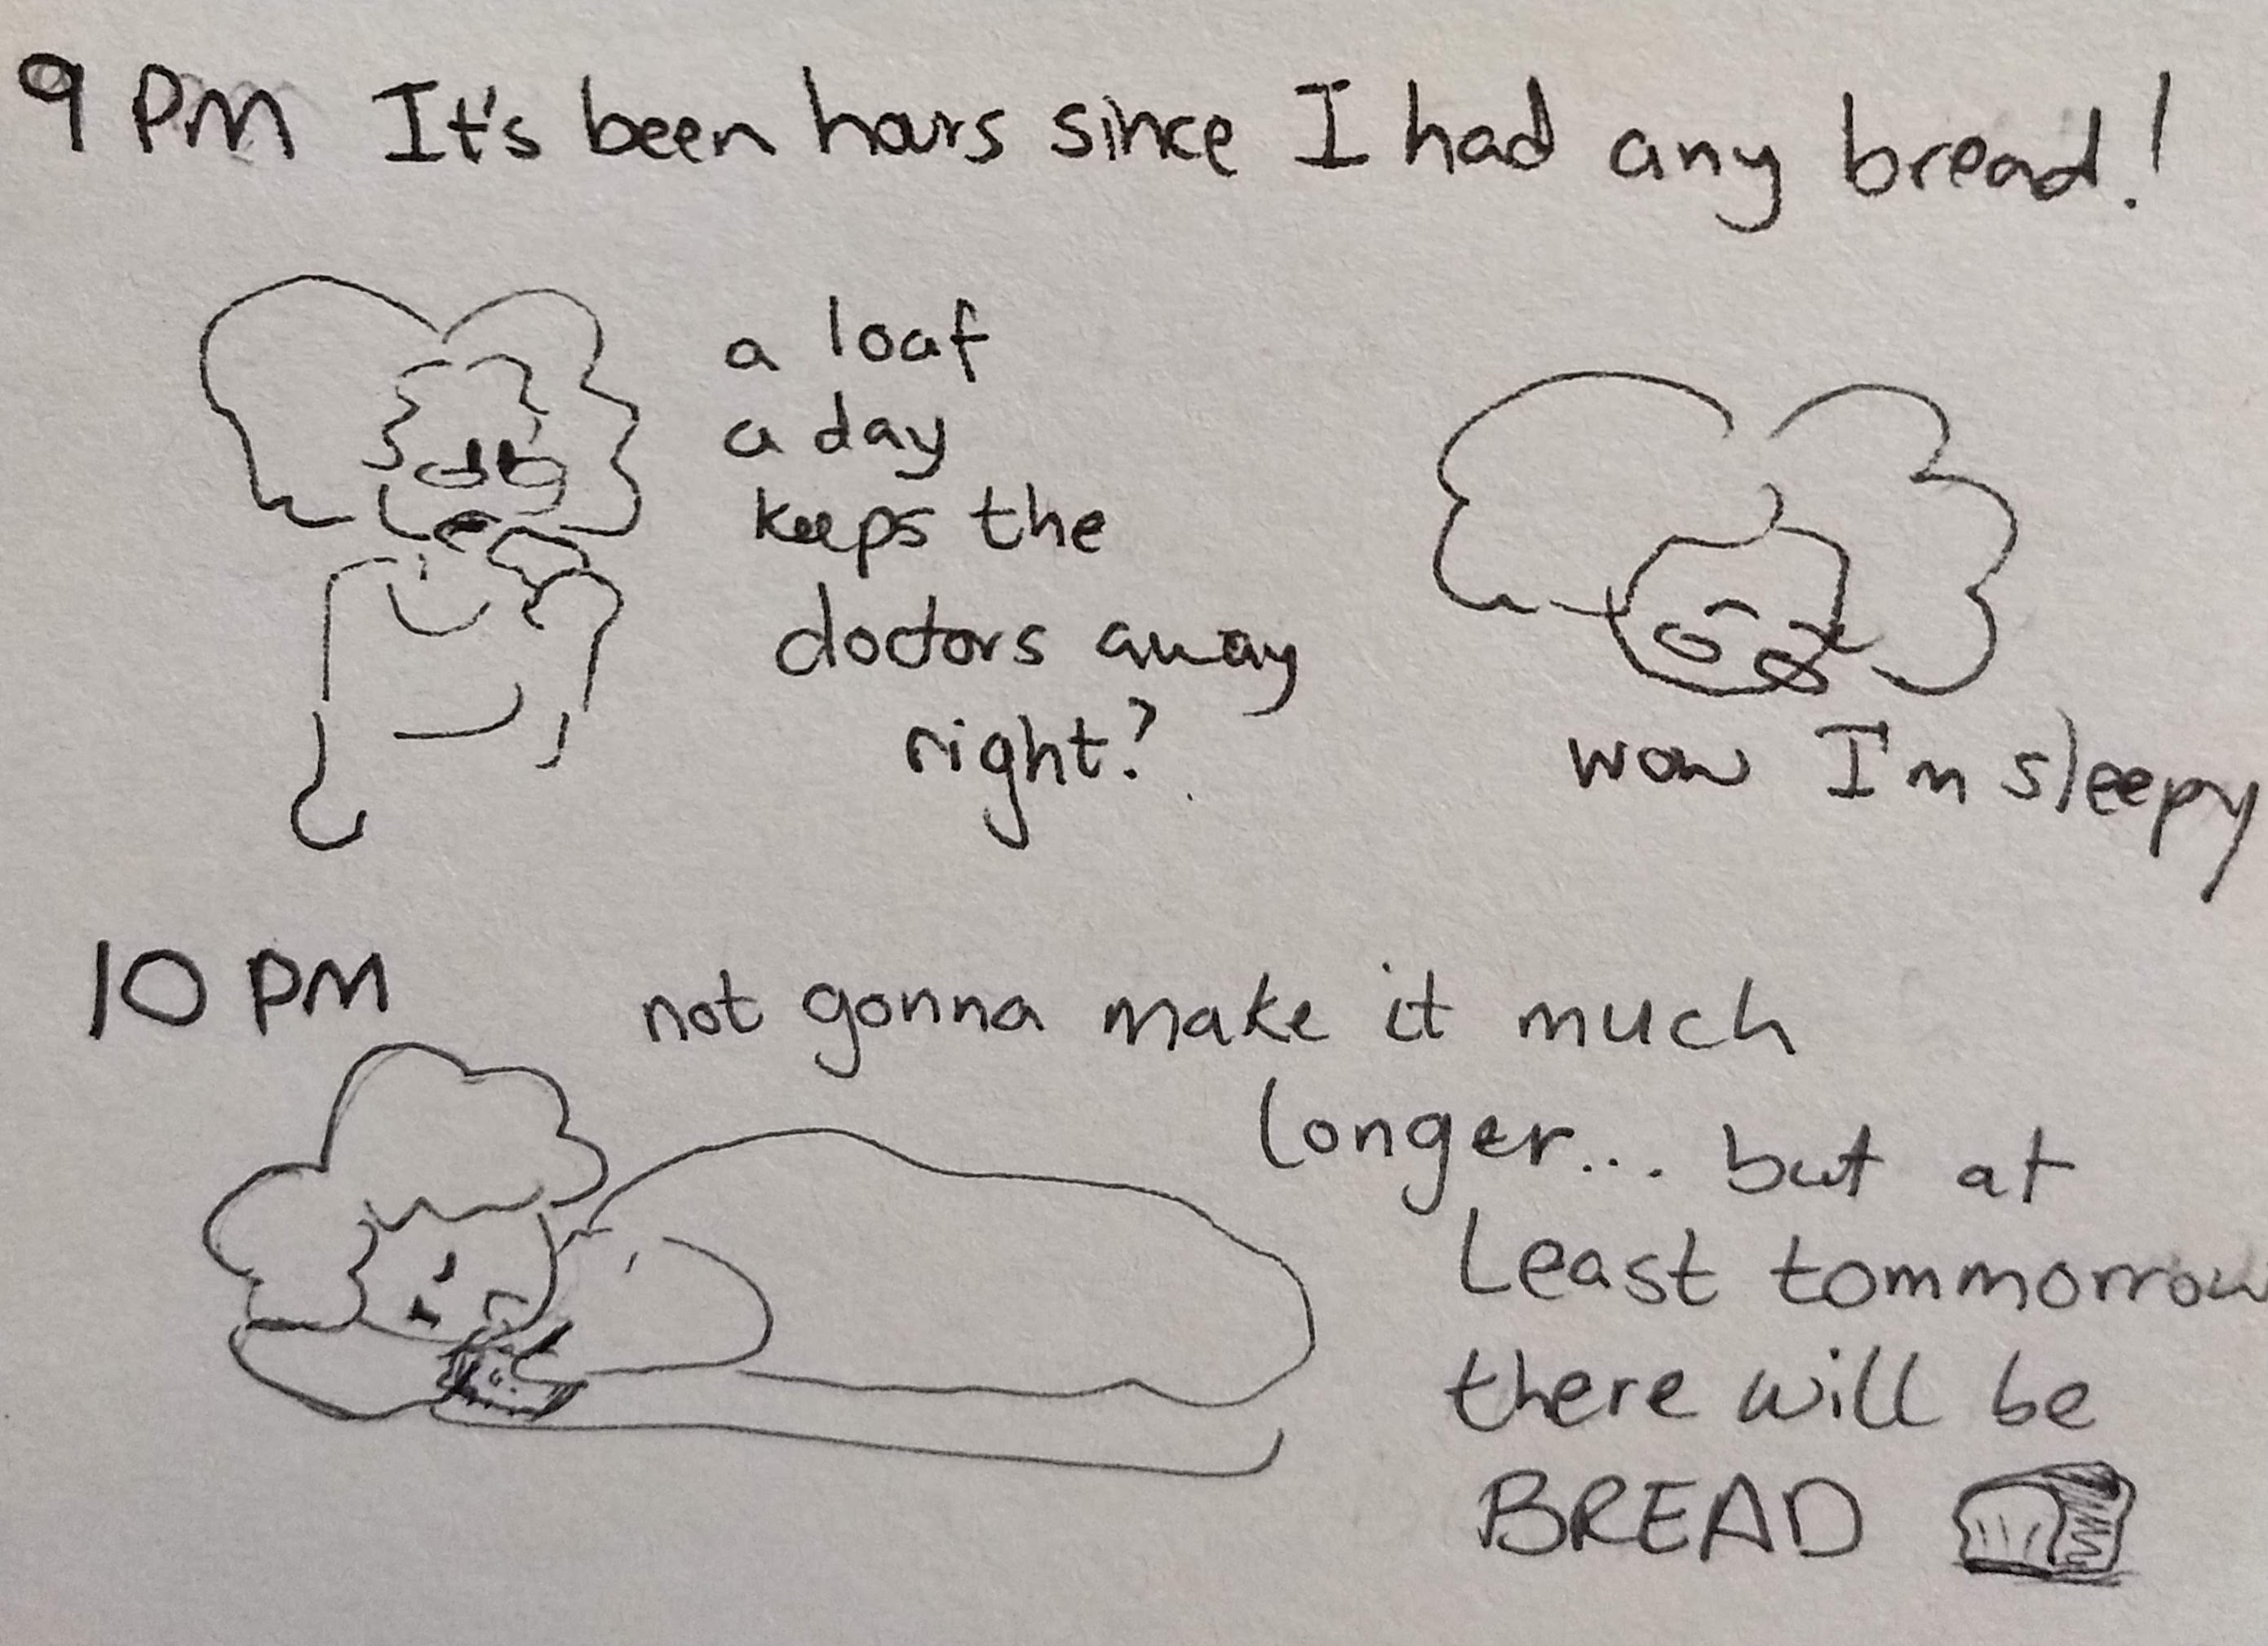 9 PM It's been hours since I had any bread!
a loaf
a day
keeps the
doctors away
right?
wow I'm sleepy
10 PM
not gonna make it much
longer... but at
Least tommorrow
there will be
BREAD